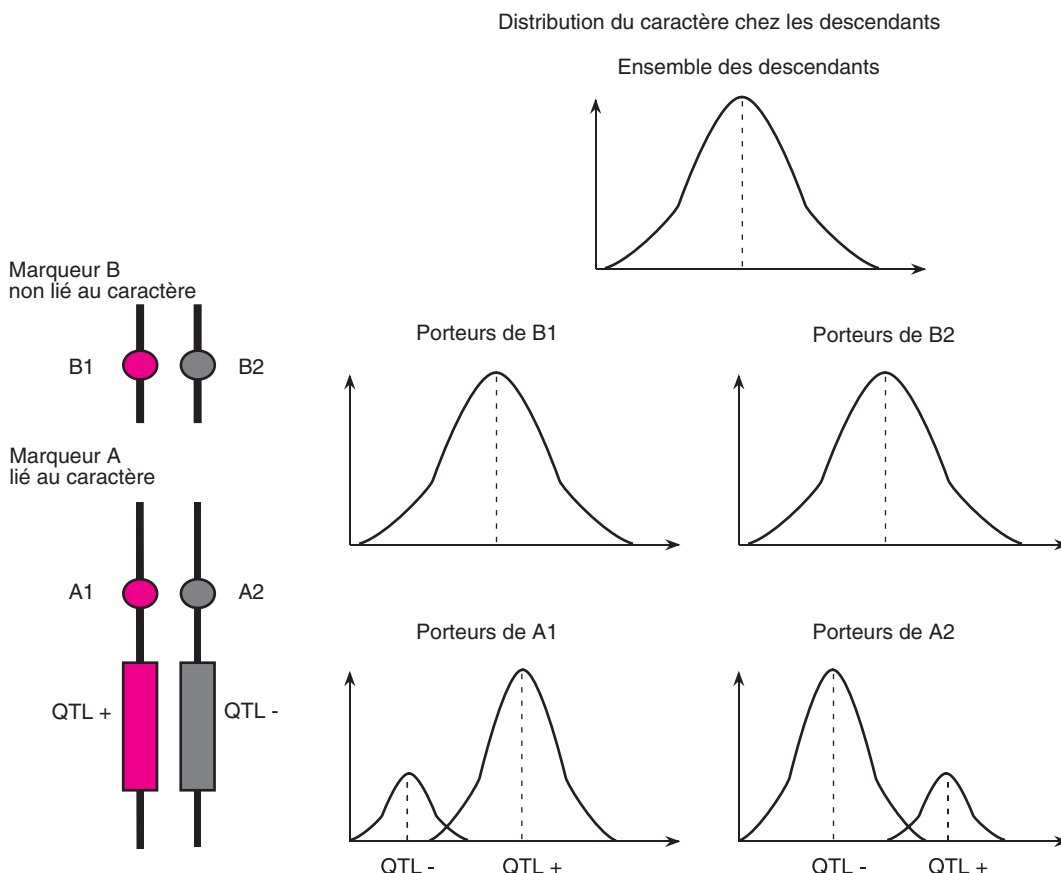 Distribution du caractère chez les descendants
Ensemble des descendants
Marqueur B
non lié au caractère
B1
B2
Porteurs de B1
Porteurs de B2
Marqueur A
lié au caractère
A1
A2
QTL +
QTL -
Porteurs de A1
Porteurs de A2
QTL -
QTL +
QTL -
QTL +